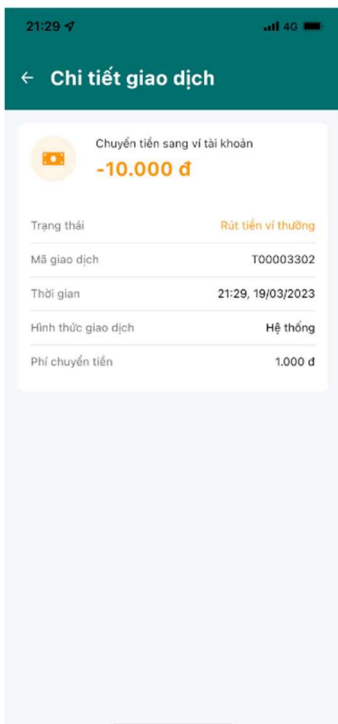 21:29 4G
← Chi tiết giao dịch
Chuyển tiền sang ví tài khoản
-10.000 đ
Trạng thái Rút tiền ví thưởng
Mã giao dịch T00003302
Thời gian 21:29, 19/03/2023
Hình thức giao dịch Hệ thống
Phí chuyển tiền 1.000 đ